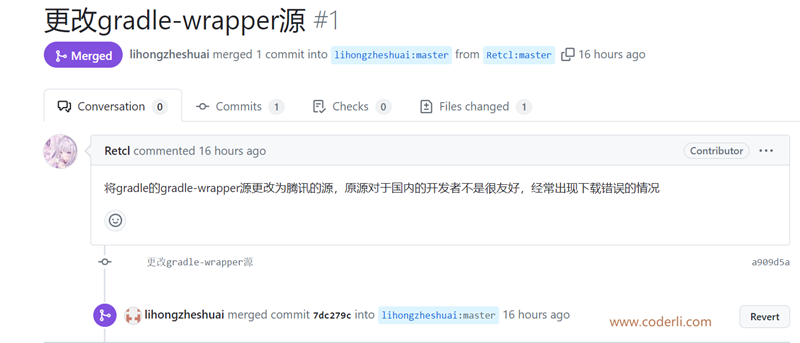 更改gradle-wrapper源 #1
Merged lihongzheshuai merged 1 commit into lihongzheshuai:master from Retcl:master 16 hours ago
Conversation 0 Commits 1 Checks 0 Files changed 1
Retcl commented 16 hours ago Contributor
将gradle的gradle-wrapper源更改为腾讯的源，原源对于国内的开发者不是很友好，经常出现下载错误的情况
更改gradle-wrapper源 a909d5a
lihongzheshuai merged commit 7dc279c into lihongzheshuai:master 16 hours ago
www.coderli.com
Revert